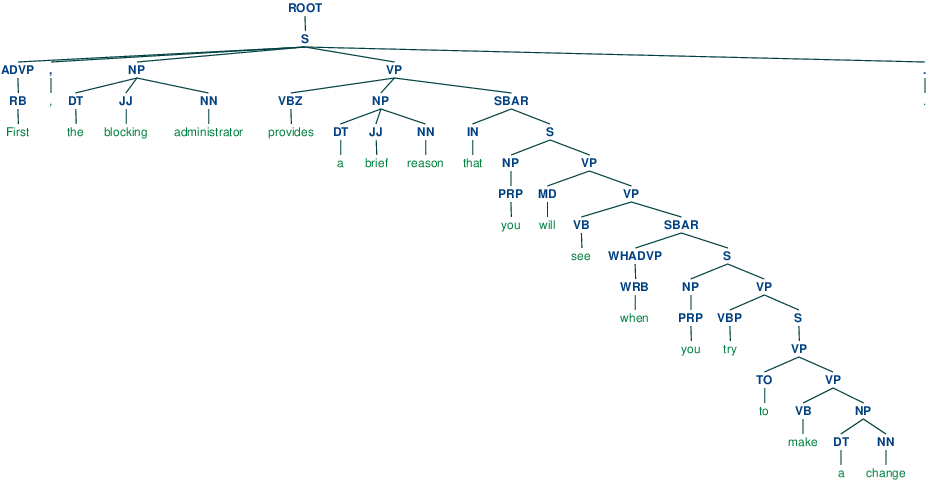 ROOT
S
ADVP , NP VP .
RB DT JJ NN VBZ NP SBAR
First , the blocking administrator provides DT JJ NN IN S .
a brief reason that NP VP
PRP MD VP
you will VB SBAR
see WHADVP S
WRB NP VP
when PRP VBP S
you try VP
TO VP
to VB NP
make DT NN
a change